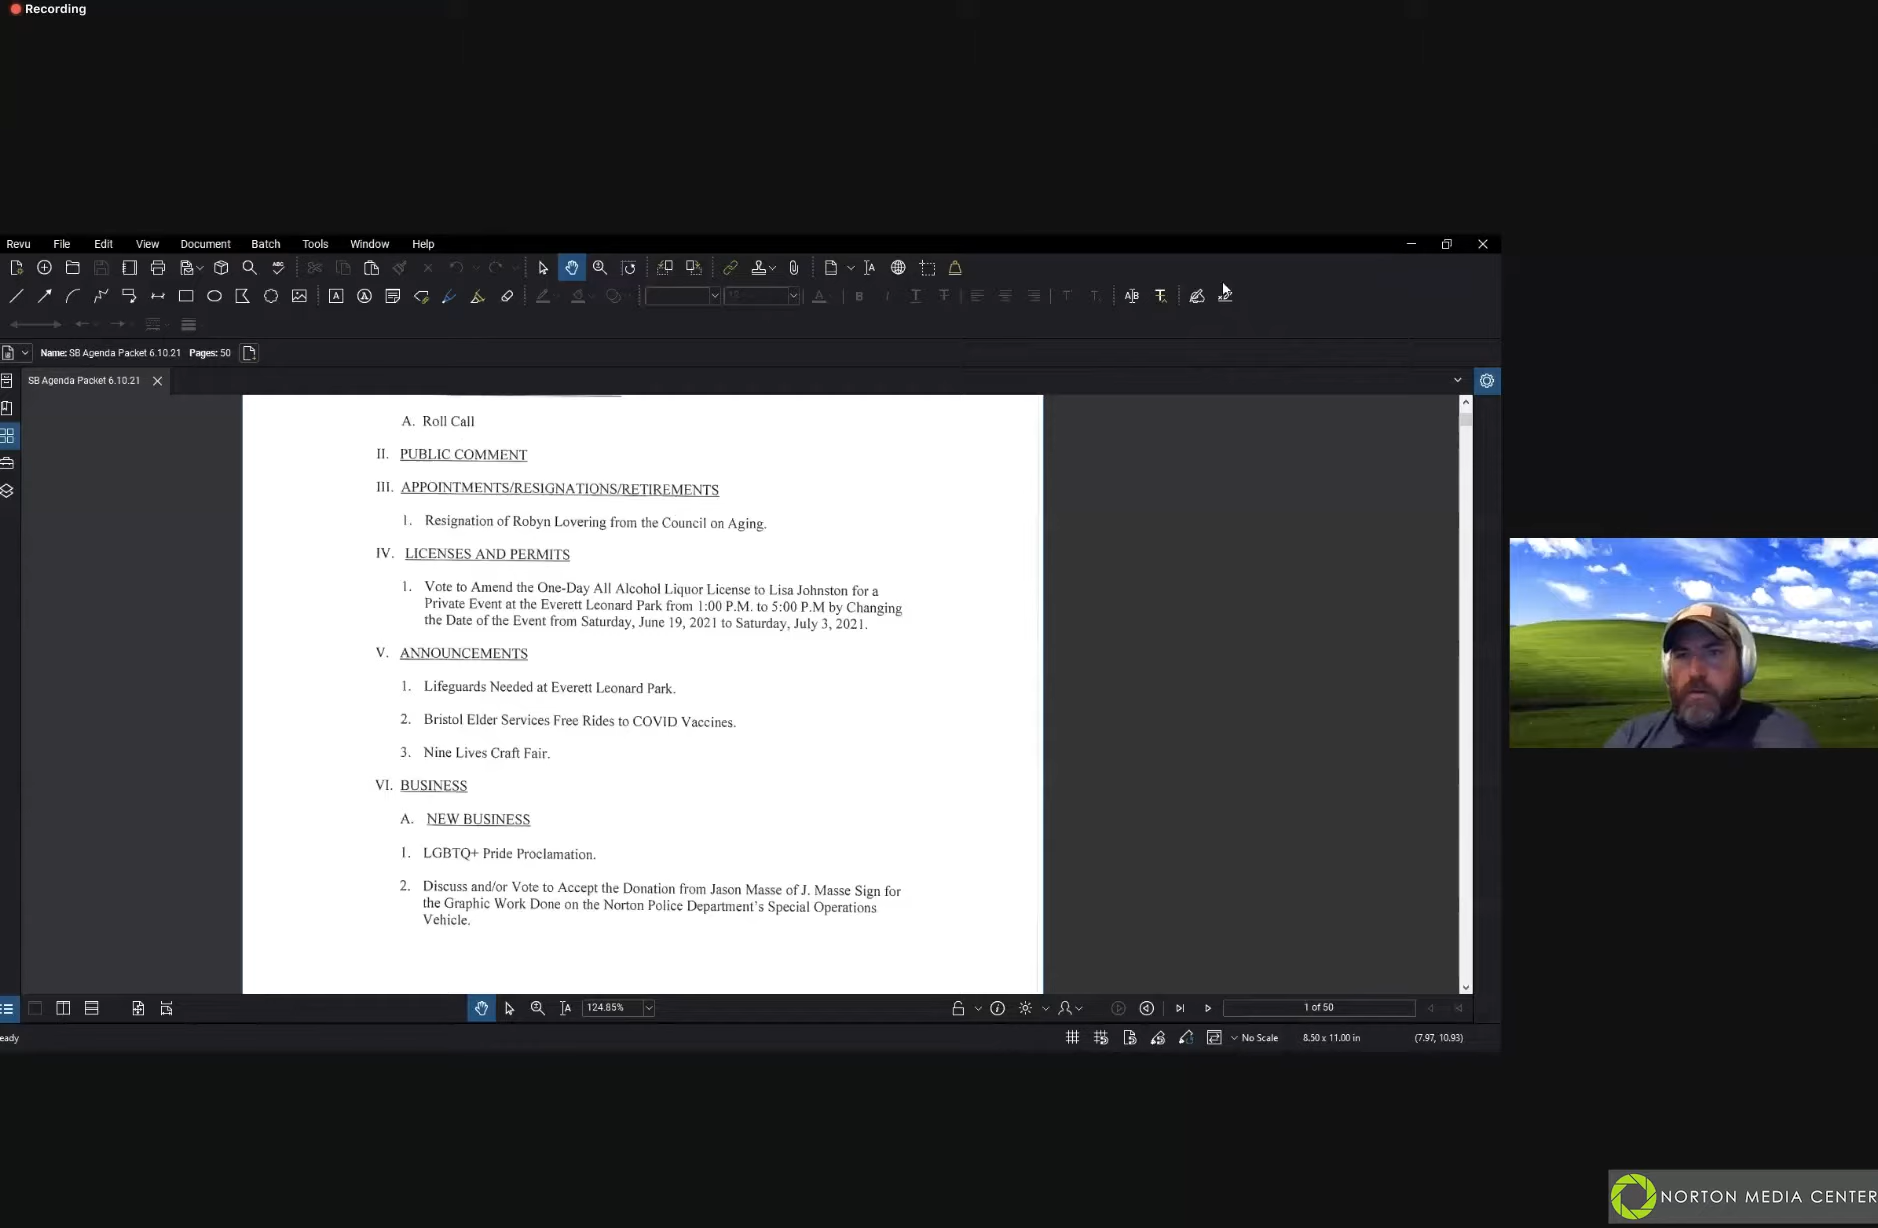 Recording
Revu File Edit View Document Batch Tools Window Help
Name: SB Agenda Packet 6.10.21 Pages: 50
SB Agenda Packet 6.10.21
A. Roll Call
II. PUBLIC COMMENT
III. APPOINTMENTS/RESIGNATIONS/RETIREMENTS
1. Resignation of Robyn Lovering from the Council on Aging.
IV. LICENSES AND PERMITS
1. Vote to Amend the One-Day All Alcohol Liquor License to Lisa Johnston for a
Private Event at the Everett Leonard Park from 1:00 P.M. to 5:00 P.M by Changing
the Date of the Event from Saturday, June 19, 2021 to Saturday, July 3, 2021.
V. ANNOUNCEMENTS
1. Lifeguards Needed at Everett Leonard Park.
2. Bristol Elder Services Free Rides to COVID Vaccines.
3. Nine Lives Craft Fair.
VI. BUSINESS
A. NEW BUSINESS
1. LGBTQ+ Pride Proclamation.
2. Discuss and/or Vote to Accept the Donation from Jason Masse of J. Masse Sign for
the Graphic Work Done on the Norton Police Department's Special Operations
Vehicle.
124.85% 1 of 50
eady No Scale 8.50 x 11.00 in (7.97, 10.93)
NORTON MEDIA CENTER